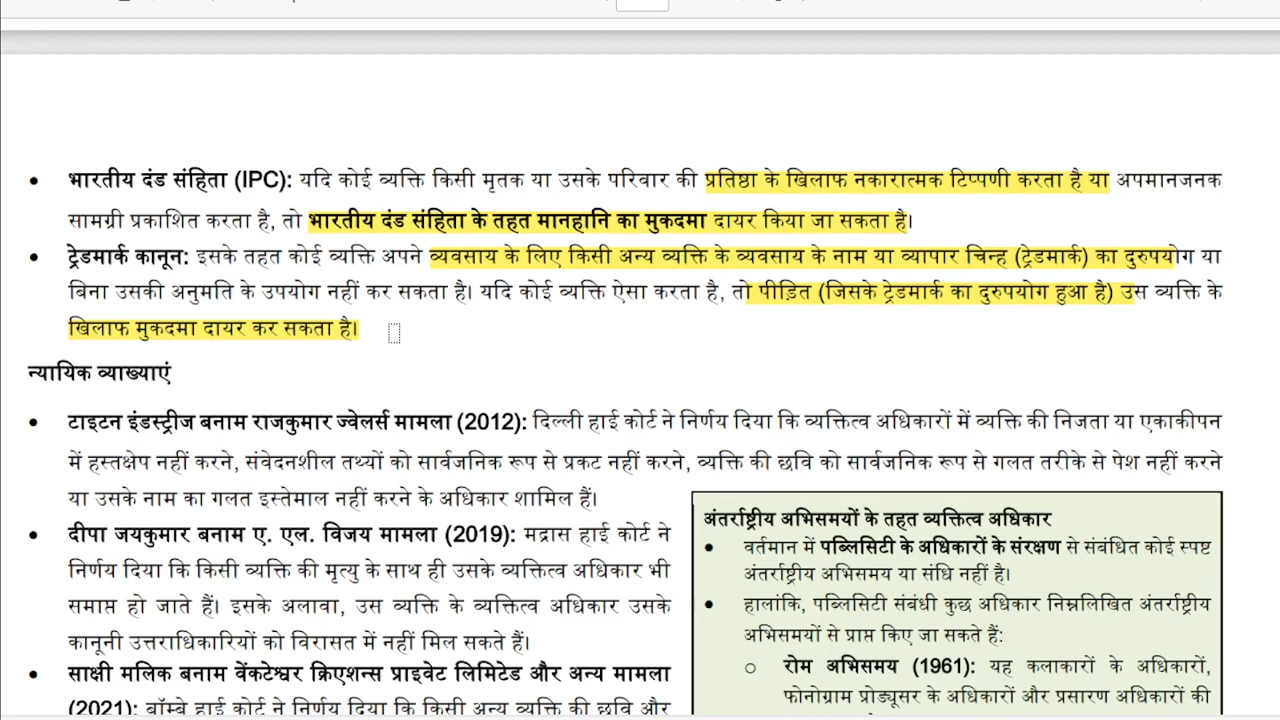 • भारतीय दंड संहिता (IPC): यदि कोई व्यक्ति किसी मृतक या उसके परिवार की प्रतिष्ठा के खिलाफ नकारात्मक टिप्पणी करता है या अपमानजनक
सामग्री प्रकाशित करता है, तो भारतीय दंड संहिता के तहत मानहानि का मुकदमा दायर किया जा सकता है।
• ट्रेडमार्क कानून: इसके तहत कोई व्यक्ति अपने व्यवसाय के लिए किसी अन्य व्यक्ति के व्यवसाय के नाम या व्यापार चिन्ह (ट्रेडमार्क) का दुरुपयोग या
बिना उसकी अनुमति के उपयोग नहीं कर सकता है। यदि कोई व्यक्ति ऐसा करता है, तो पीड़ित (जिसके ट्रेडमार्क का दुरुपयोग हुआ है) उस व्यक्ति के
खिलाफ मुकदमा दायर कर सकता है।
न्यायिक व्याख्याएं
• टाइटन इंडस्ट्रीज बनाम राजकुमार ज्वेलर्स मामला (2012): दिल्ली हाई कोर्ट ने निर्णय दिया कि व्यक्तित्व अधिकारों में व्यक्ति की निजता या एकाकीपन
में हस्तक्षेप नहीं करने, संवेदनशील तथ्यों को सार्वजनिक रूप से प्रकट नहीं करने, व्यक्ति की छवि को सार्वजनिक रूप से गलत तरीके से पेश नहीं करने
या उसके नाम का गलत इस्तेमाल नहीं करने के अधिकार शामिल हैं।
• दीपा जयकुमार बनाम ए. एल. विजय मामला (2019): मद्रास हाई कोर्ट ने
निर्णय दिया कि किसी व्यक्ति की मृत्यु के साथ ही उसके व्यक्तित्व अधिकार भी
समाप्त हो जाते हैं। इसके अलावा, उस व्यक्ति के व्यक्तित्व अधिकार उसके
कानूनी उत्तराधिकारियों को विरासत में नहीं मिल सकते हैं।
• साक्षी मलिक बनाम वेंकटेश्वर क्रिएशन्स प्राइवेट लिमिटेड और अन्य मामला
(2021): बॉम्बे हाई कोर्ट ने निर्णय दिया कि किसी अन्य व्यक्ति की छवि और
अंतर्राष्ट्रीय अभिसमयों के तहत व्यक्तित्व अधिकार
• वर्तमान में पब्लिसिटी के अधिकारों के संरक्षण से संबंधित कोई स्पष्ट
अंतर्राष्ट्रीय अभिसमय या संधि नहीं है।
• हालांकि, पब्लिसिटी संबंधी कुछ अधिकार निम्नलिखित अंतर्राष्ट्रीय
अभिसमयों से प्राप्त किए जा सकते हैं:
o रोम अभिसमय (1961): यह कलाकारों के अधिकारों,
फोनोग्राम प्रोड्यूसर के अधिकारों और प्रसारण अधिकारों की